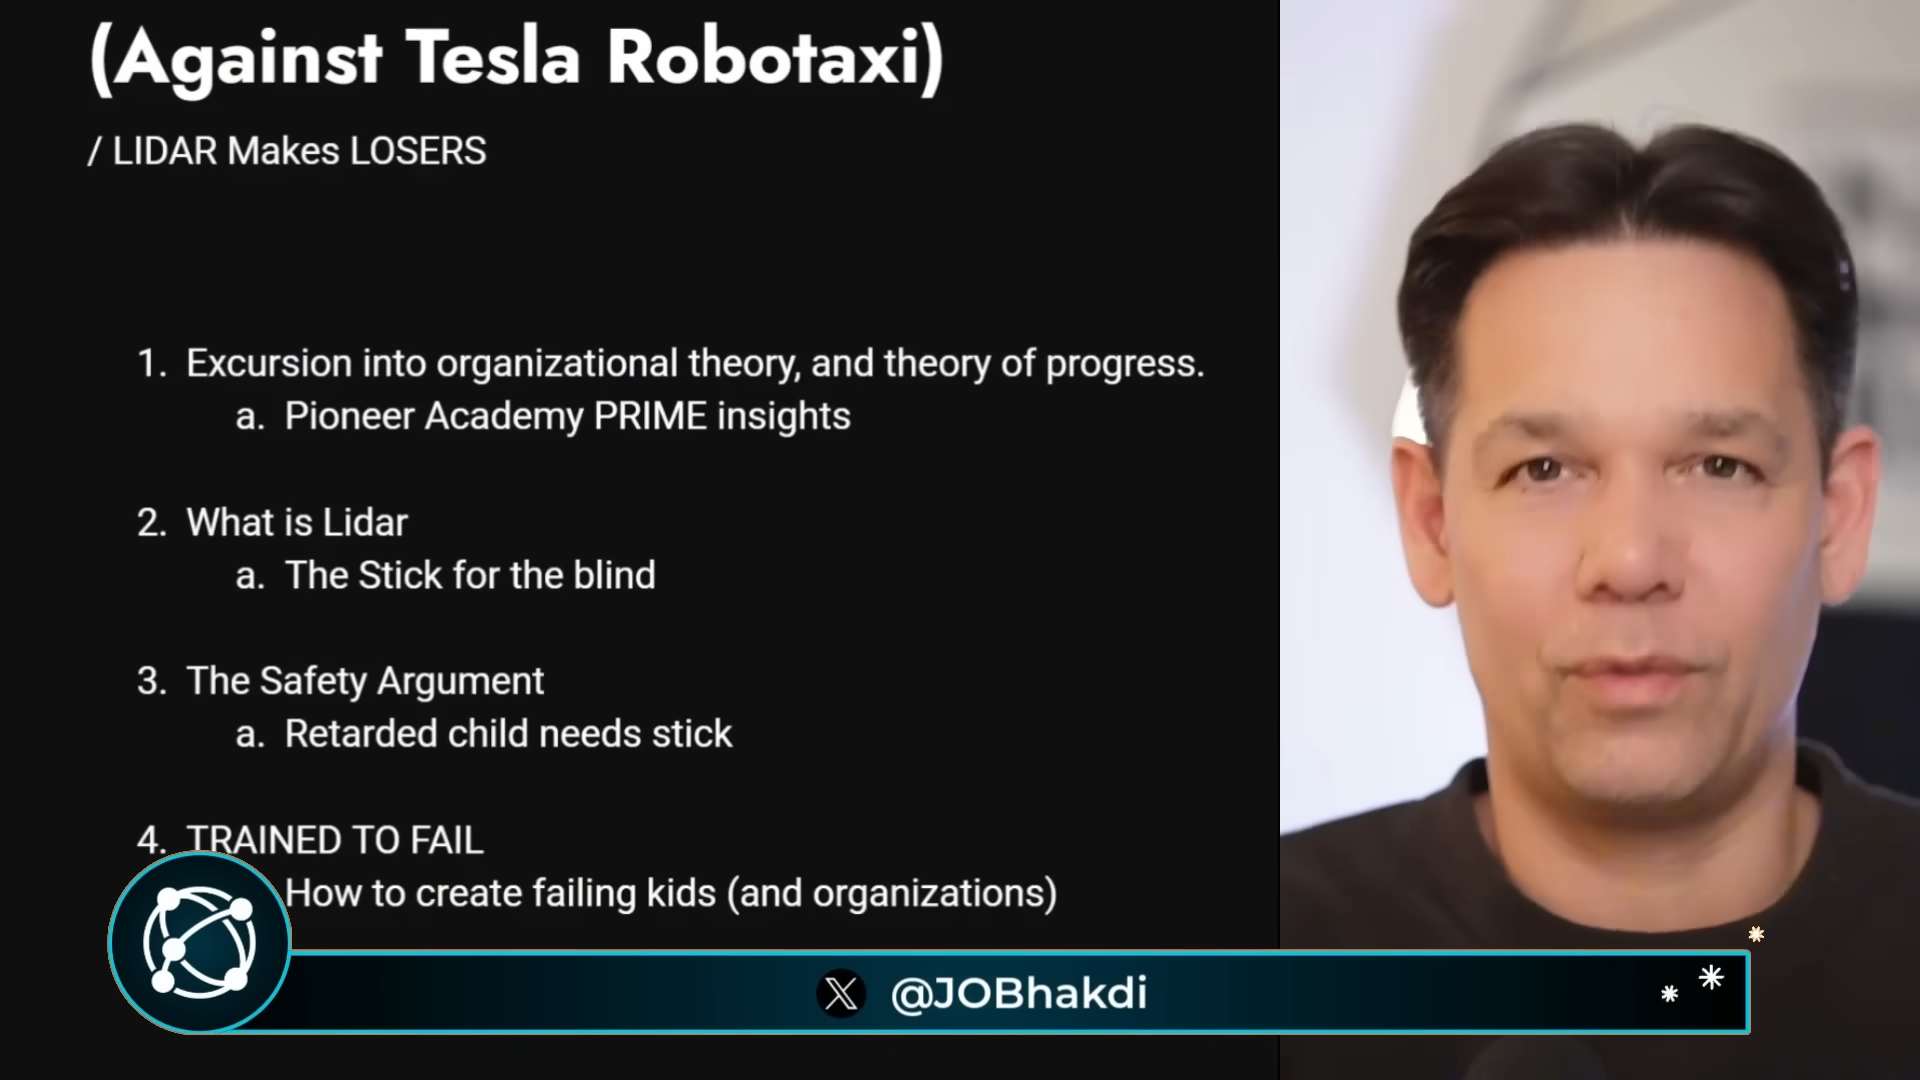 (Against Tesla Robotaxi)
/ LIDAR Makes LOSERS
1. Excursion into organizational theory, and theory of progress.
a. Pioneer Academy PRIME insights
2. What is Lidar
a. The Stick for the blind
3. The Safety Argument
a. Retarded child needs stick
4. TRAINED TO FAIL
How to create failing kids (and organizations)
X @JOBhakdi